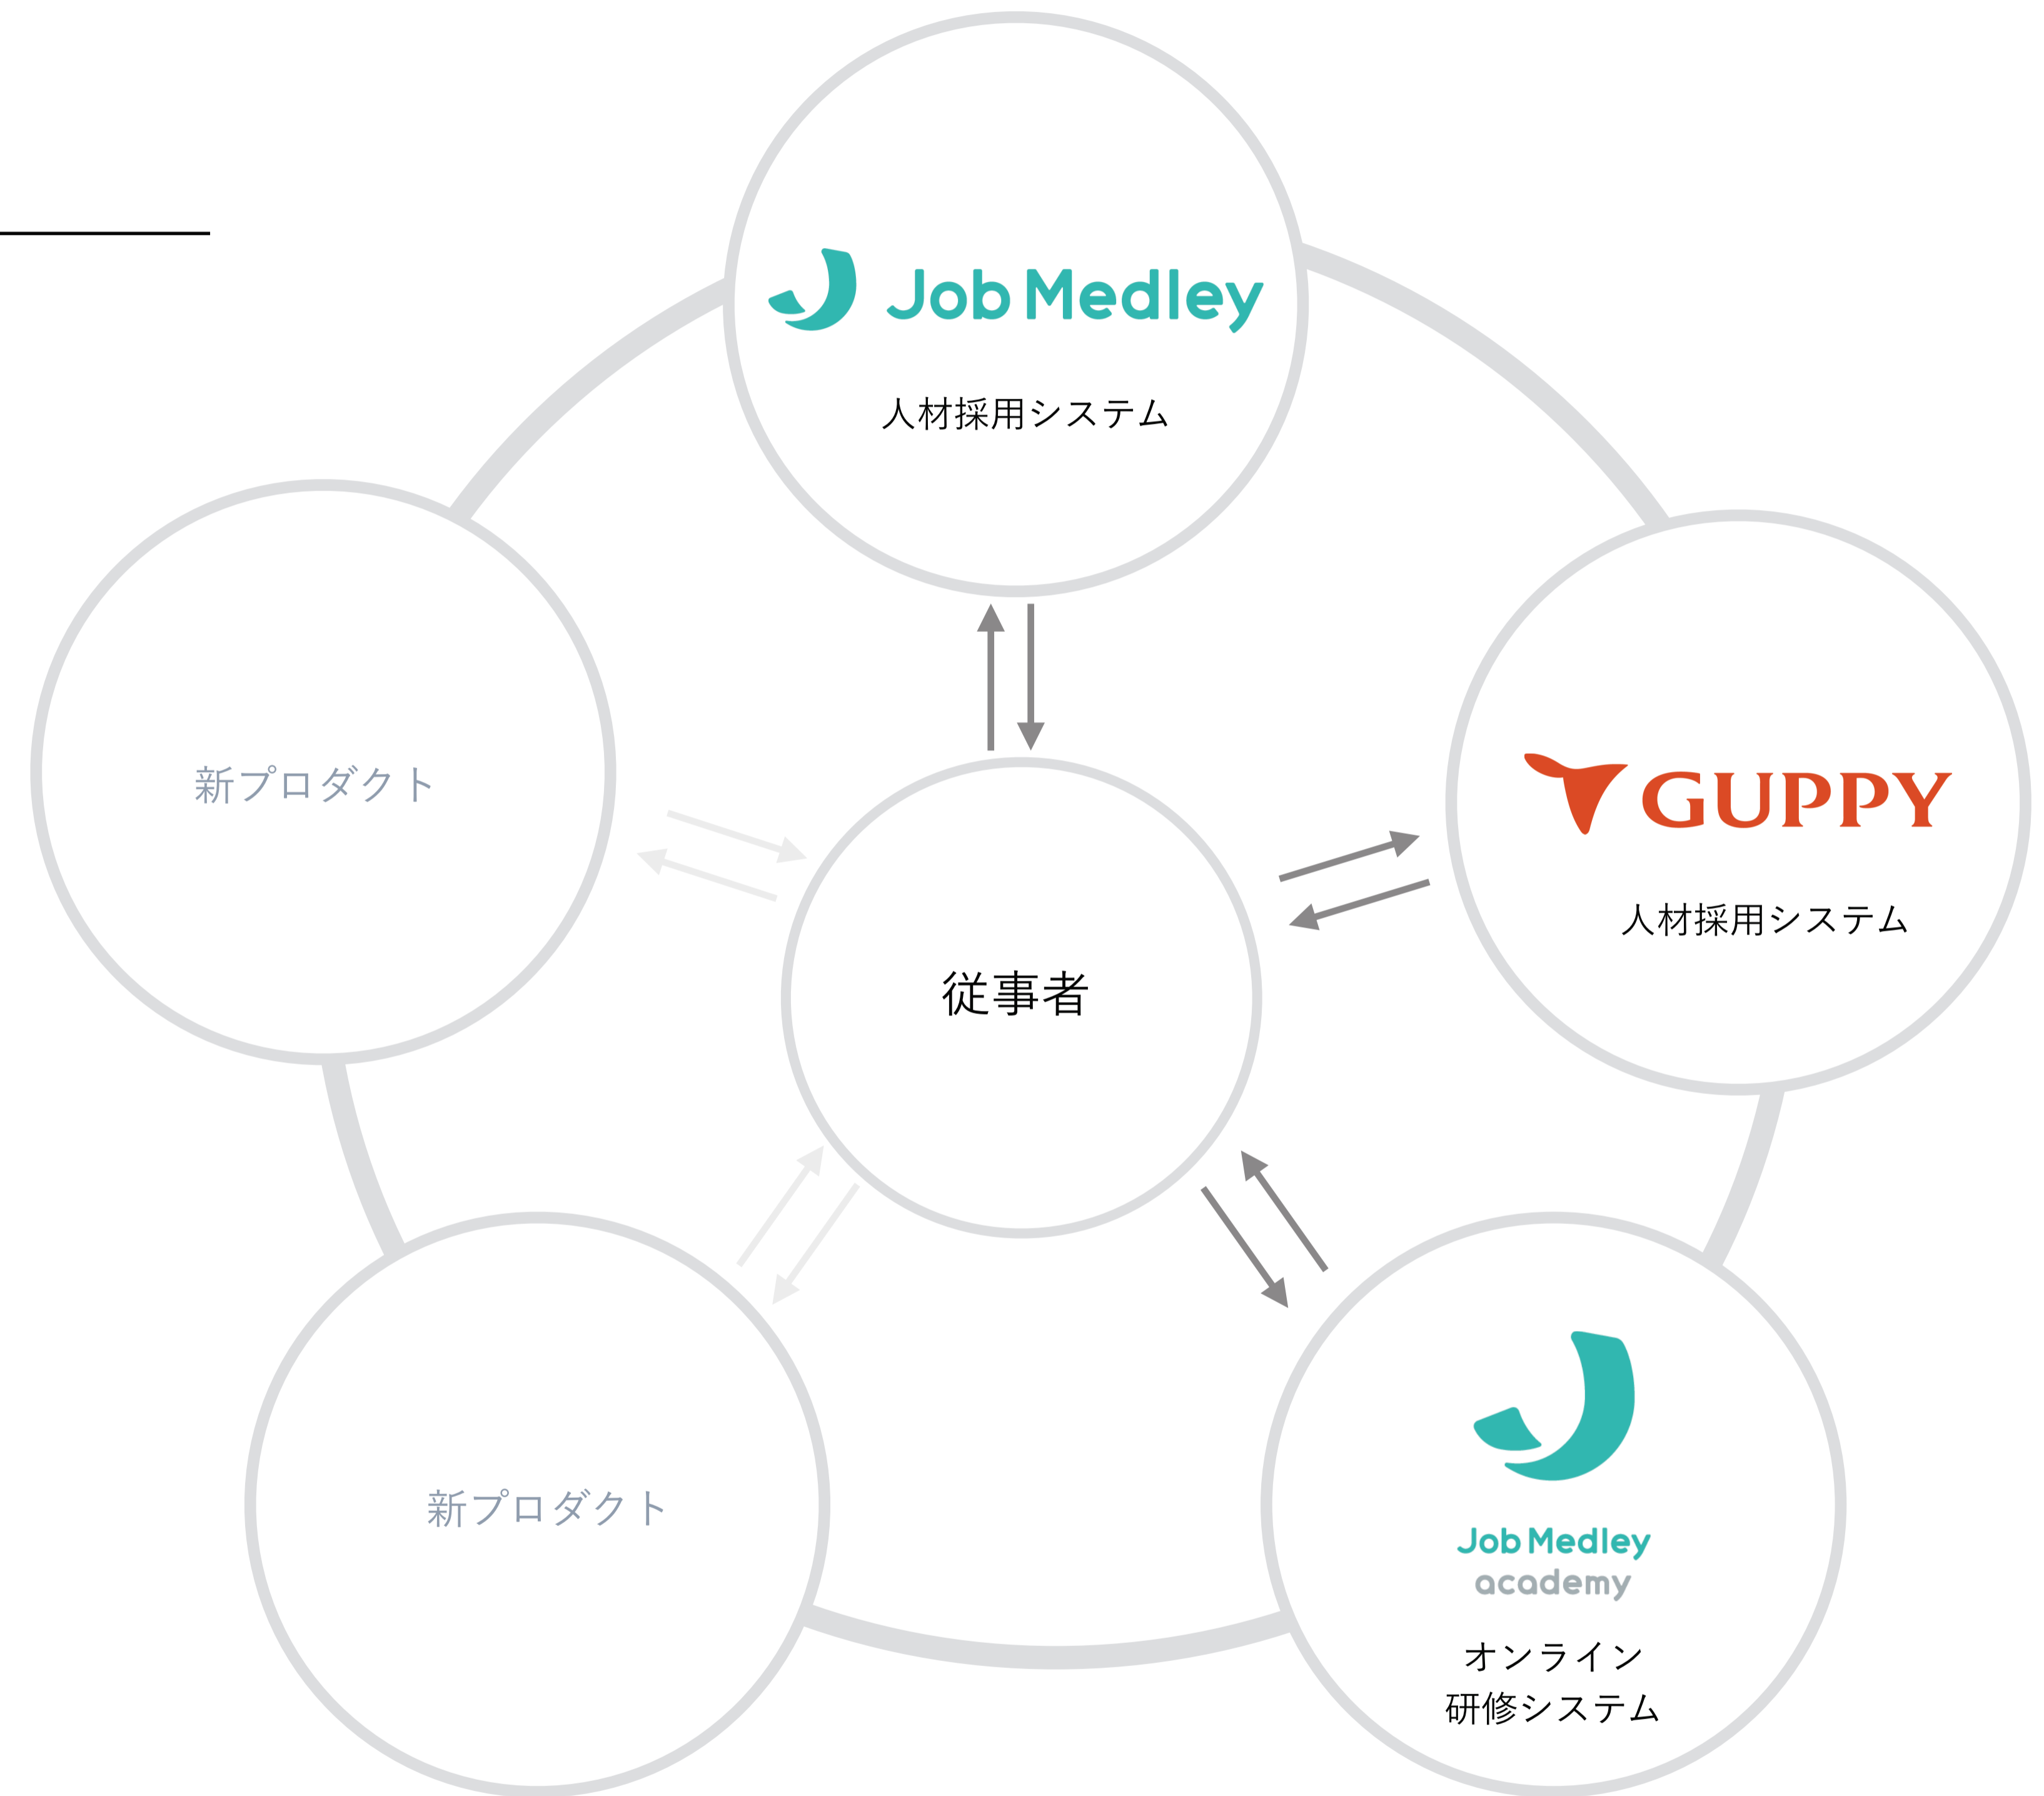 Job Medley
人材採用システム
新プロダクト
GUPPY
人材採用システム
従事者
新プロダクト
Job Medley
academy
オンライン
研修システム